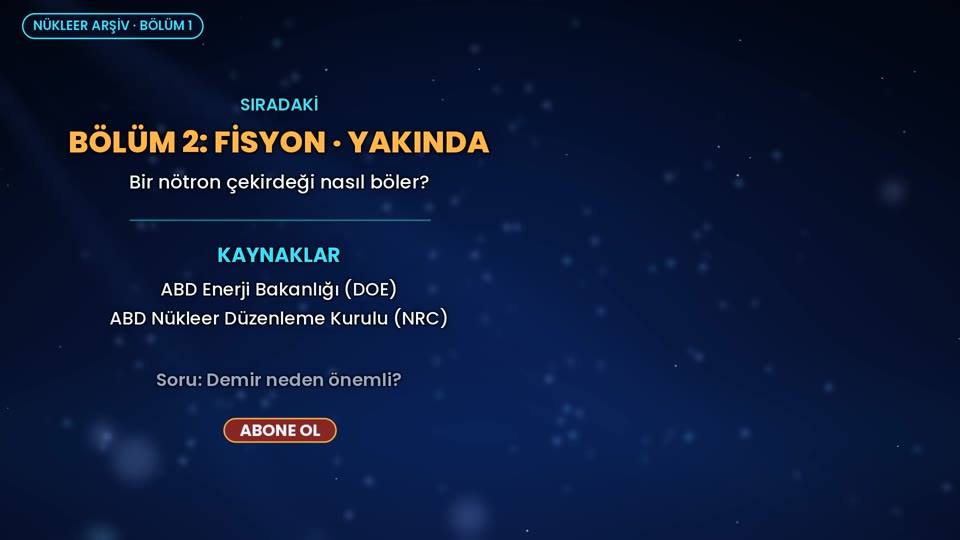 NÜKLEER ARŞİV · BÖLÜM 1
SIRADAKİ
BÖLÜM 2: FİSYON · YAKINDA
Bir nötron çekirdeği nasıl böler?
KAYNAKLAR
ABD Enerji Bakanlığı (DOE)
ABD Nükleer Düzenleme Kurulu (NRC)
Soru: Demir neden önemli?
ABONE OL